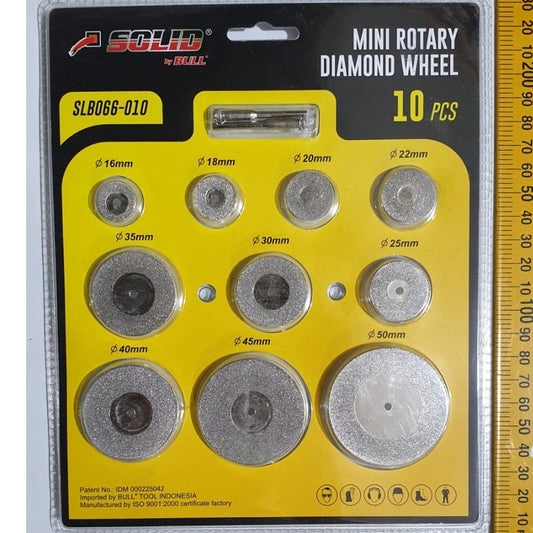 SOLID®
by BULL®
MINI ROTARY
DIAMOND WHEEL
SLB066-010
10 PCS
Ø 16mm
Ø 18mm
Ø 20mm
Ø 22mm
Ø 35mm
Ø 30mm
Ø 25mm
Ø 40mm
Ø 45mm
Ø 50mm
Patent No.: IDM 000225042
Imported by BULL® TOOL INDONESIA
Manufactured by ISO 9001:2000 certificate factory